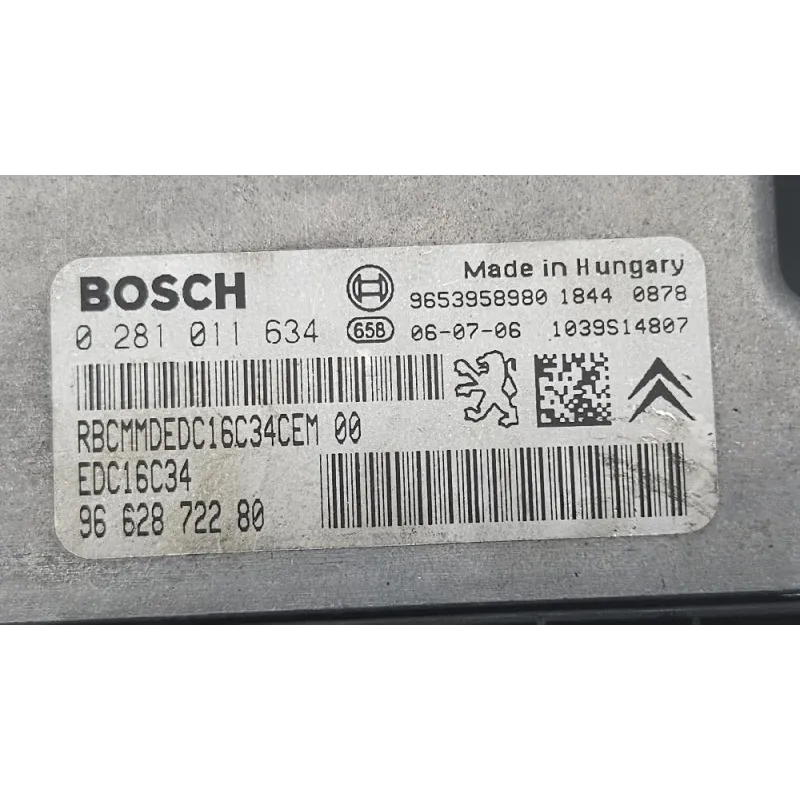 BOSCH
Made in Hungary
9653958980 1844 0878
0 281 011 634 658 06-07-06 1039S14807
RBCMMDEDC16C34CEM 00
EDC16C34
96 628 722 80